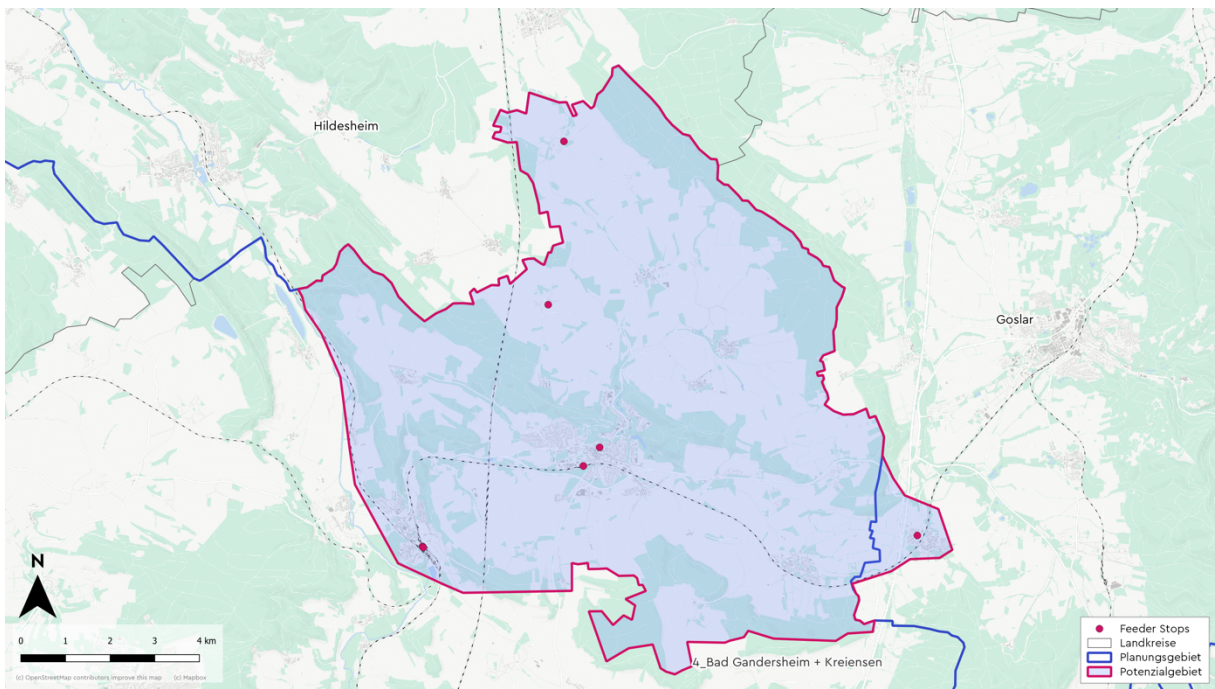 Hildesheim
Goslar
4_Bad Gandersheim + Kreiensen
N
0 1 2 3 4 km
(c) OpenStreetMap contributors improve this map (c) Mapbox
Feeder Stops
Landkreise
Planungsgebiet
Potenzialgebiet